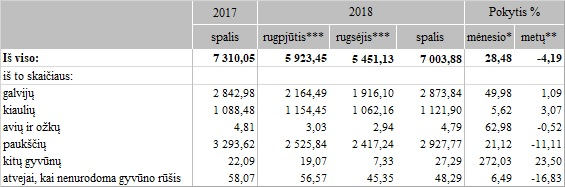 2017 2018 Pokytis %
spalis rugpjūtis*** rugsėjis*** spalis mėnesio* metų**
Iš viso: 7 310,05 5 923,45 5 451,13 7 003,88 28,48 -4,19
iš to skaičiaus:
galvijų 2 842,98 2 164,49 1 916,10 2 873,84 49,98 1,09
kiaulių 1 088,48 1 154,45 1 062,16 1 121,90 5,62 3,07
avių ir ožkų 4,81 3,03 2,94 4,79 62,98 -0,52
paukščių 3 293,62 2 525,84 2 417,24 2 927,77 21,12 -11,11
kitų gyvūnų 22,09 19,07 7,33 27,29 272,03 23,50
atvejai, kai nenurodoma gyvūno rūšis 58,07 56,57 45,35 48,29 6,49 -16,83